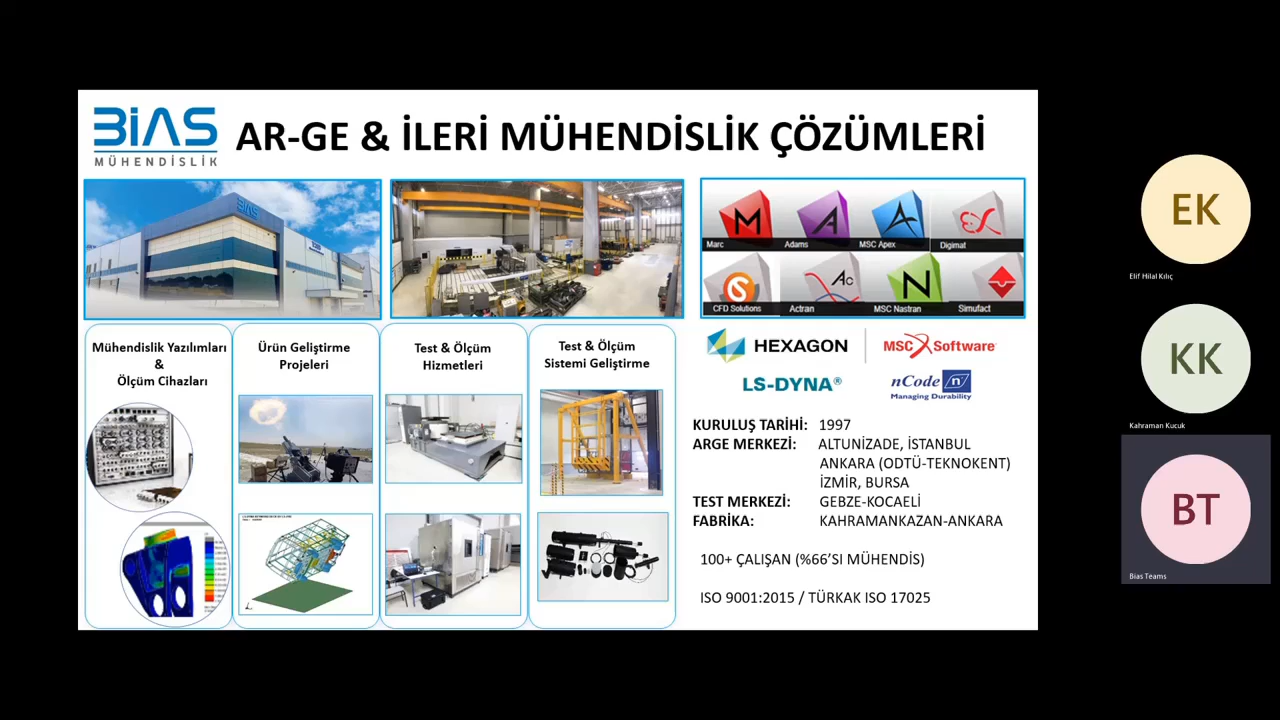 BİAS
MÜHENDİSLİK
AR-GE & İLERİ MÜHENDİSLİK ÇÖZÜMLERİ
BİAS
Marc
Adams
MSC Apex
Digimat
CFD Solutions
Actran
MSC Nastran
Simufact
Mühendislik Yazılımları
&
Ölçüm Cihazları
Ürün Geliştirme
Projeleri
Test & Ölçüm
Hizmetleri
Test & Ölçüm
Sistemi Geliştirme
HEXAGON
MSC Software
LS-DYNA®
nCode n
Managing Durability
KURULUŞ TARİHİ: 1997
ARGE MERKEZİ: ALTUNİZADE, İSTANBUL
ANKARA (ODTÜ-TEKNOKENT)
İZMİR, BURSA
TEST MERKEZİ: GEBZE-KOCAELİ
FABRİKA: KAHRAMANKAZAN-ANKARA
100+ ÇALIŞAN (%66'SI MÜHENDİS)
ISO 9001:2015 / TÜRKAK ISO 17025
EK
Elif Hilal Kılıç
KK
Kahraman Kucuk
BT
Bias Teams